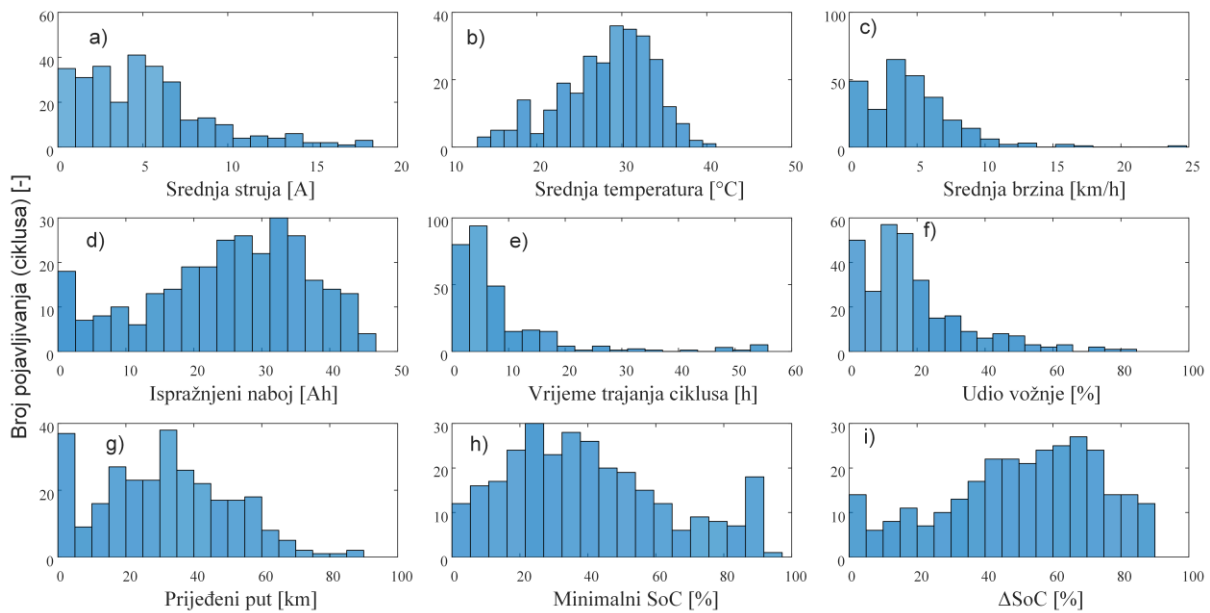 Broj pojavljivanja (ciklusa) [-]
a)
60
40
20
0
0 5 10 15 20
Srednja struja [A]
b)
40
20
0
10 20 30 40 50
Srednja temperatura [°C]
c)
100
50
0
0 5 10 15 20 25
Srednja brzina [km/h]
d)
30
20
10
0
0 10 20 30 40 50
Ispražnjeni naboj [Ah]
e)
100
50
0
0 10 20 30 40 50 60
Vrijeme trajanja ciklusa [h]
f)
60
40
20
0
0 20 40 60 80 100
Udio vožnje [%]
g)
40
20
0
0 20 40 60 80 100
Prijeđeni put [km]
h)
30
20
10
0
0 20 40 60 80 100
Minimalni SoC [%]
i)
30
20
10
0
0 20 40 60 80 100
ΔSoC [%]